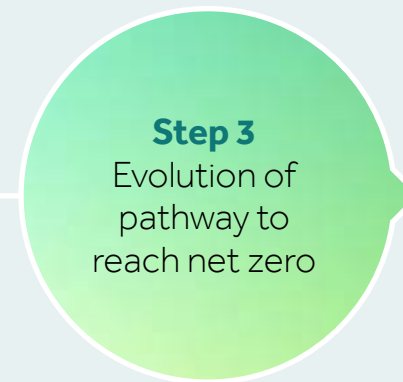 Step 3
Evolution of
pathway to
reach net zero